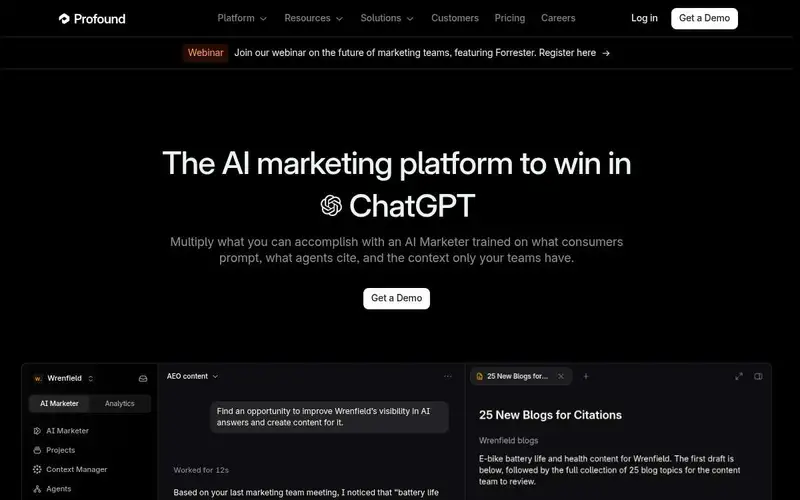 Profound
Platform
Resources
Solutions
Customers
Pricing
Careers
Log in
Get a Demo
Webinar
Join our webinar on the future of marketing teams, featuring Forrester. Register here →
The AI marketing platform to win in
ChatGPT
Multiply what you can accomplish with an AI Marketer trained on what consumers
prompt, what agents cite, and the context only your teams have.
Get a Demo
w.
Wrenfield
AI Marketer
Analytics
AI Marketer
Projects
Context Manager
Agents
AEO content
Find an opportunity to improve Wrenfield's visibility in AI
answers and create content for it.
Worked for 12s
Based on your last marketing team meeting, I noticed that "battery life
25 New Blogs for...
25 New Blogs for Citations
Wrenfield blogs
E-bike battery life and health content for Wrenfield. The first draft is
below, followed by the full collection of 25 blog topics for the content
team to review.